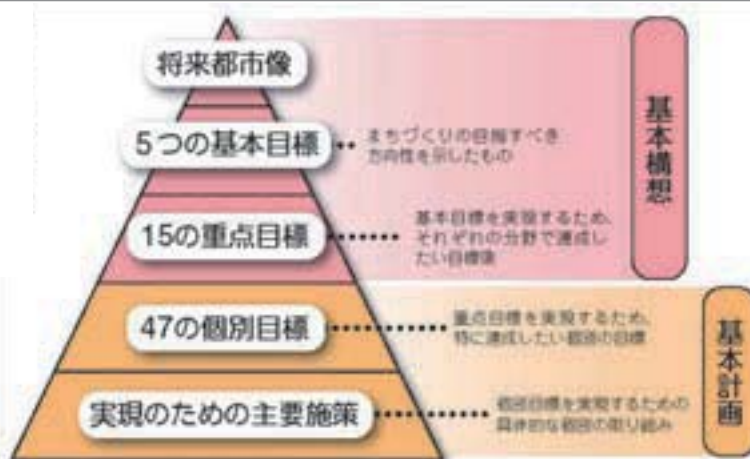 将来都市像
5つの基本目標
まちづくりの目指すべき
方向性を示したもの
15の重点目標
基本目標を実現するため、
それぞれの分野で達成し
たい目標像
基本構想
47の個別目標
重点目標を実現するため、
特に達成したい個別の目標
実現のための主要施策
個別目標を実現するための
具体的な個別の取り組み
基本計画